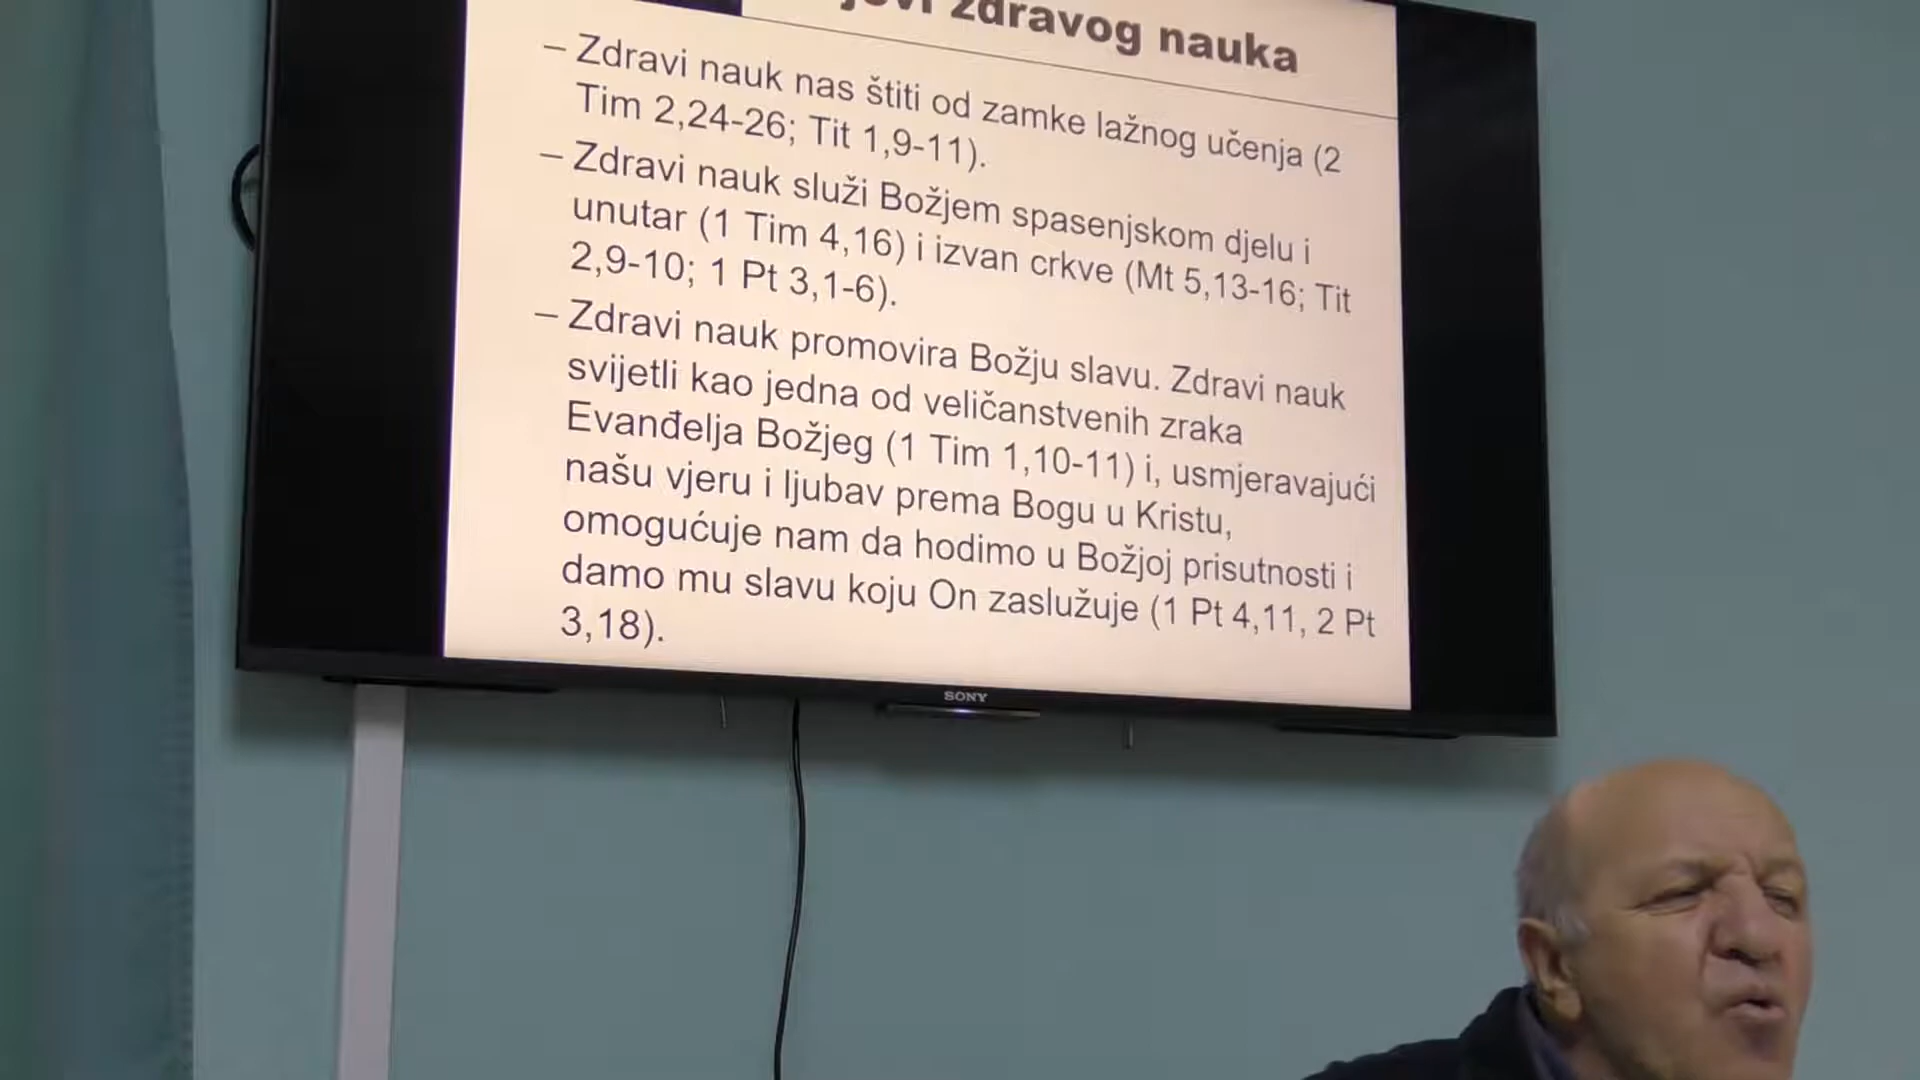 zdravog nauka
– Zdravi nauk nas štiti od zamke lažnog učenja (2
Tim 2,24-26; Tit 1,9-11).
– Zdravi nauk služi Božjem spasenjskom djelu i
unutar (1 Tim 4,16) i izvan crkve (Mt 5,13-16; Tit
2,9-10; 1 Pt 3,1-6).
– Zdravi nauk promovira Božju slavu. Zdravi nauk
svijetli kao jedna od veličanstvenih zraka
Evanđelja Božjeg (1 Tim 1,10-11) i, usmjeravajući
našu vjeru i ljubav prema Bogu u Kristu,
omogućuje nam da hodimo u Božjoj prisutnosti i
damo mu slavu koju On zaslužuje (1 Pt 4,11, 2 Pt
3,18).
SONY